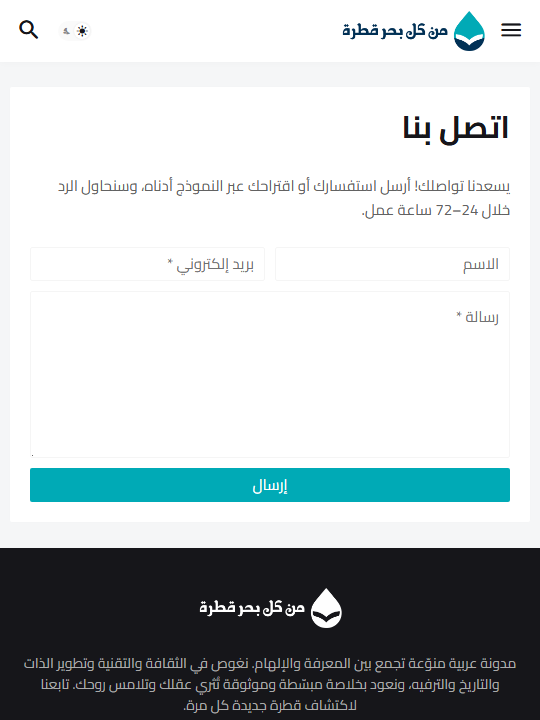 من كل بحر قطرة
اتصل بنا
يسعدنا تواصلك! أرسل استفسارك أو اقتراحك عبر النموذج أدناه، وسنحاول الرد
خلال 24–72 ساعة عمل.
الاسم
بريد إلكتروني *
رسالة *
إرسال
من كل بحر قطرة
مدونة عربية منوّعة تجمع بين المعرفة والإلهام. نغوص في الثقافة والتقنية وتطوير الذات
والتاريخ والترفيه، ونعود بخلاصة مبسّطة وموثوقة تُثري عقلك وتلامس روحك. تابعنا
لاكتشاف قطرة جديدة كل مرة.